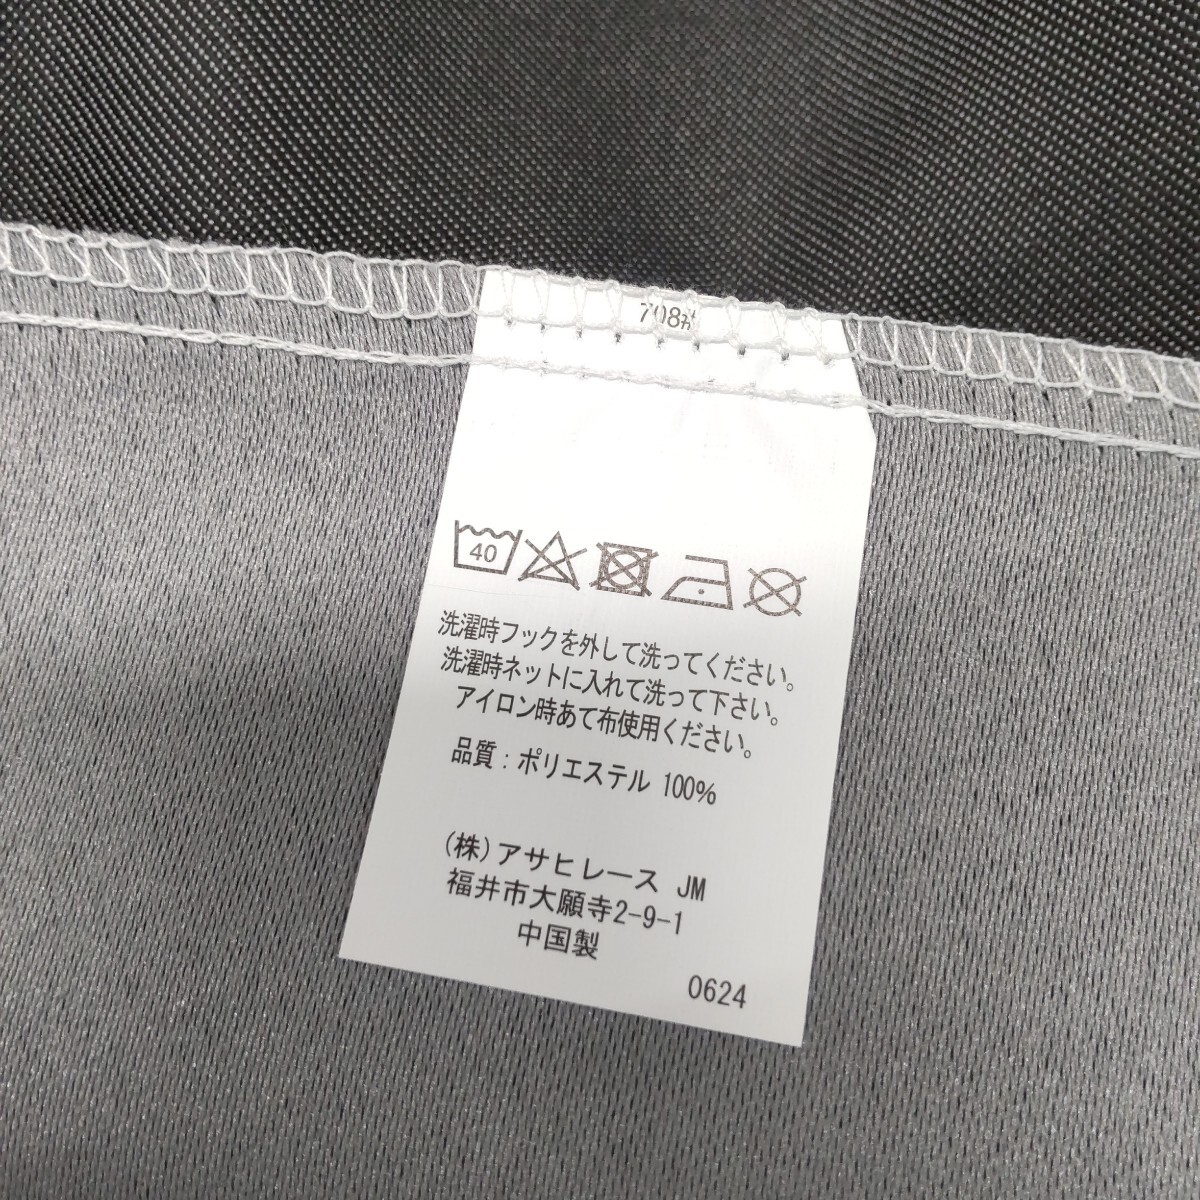 708
40
洗濯時フックを外して洗ってください。
洗濯時ネットに入れて洗って下さい。
アイロン時あて布使用ください。
品質：ポリエステル 100%
(株)アサヒレース JM
福井市大願寺2-9-1
中国製
0624